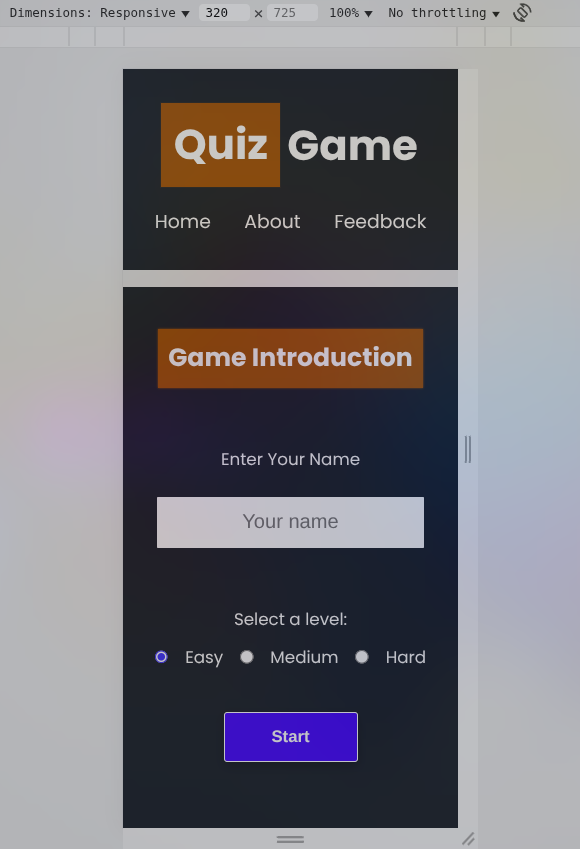 Dimensions: Responsive 320 × 725 100% No throttling
Quiz Game
Home About Feedback
Game Introduction
Enter Your Name
Your name
Select a level:
Easy Medium Hard
Start